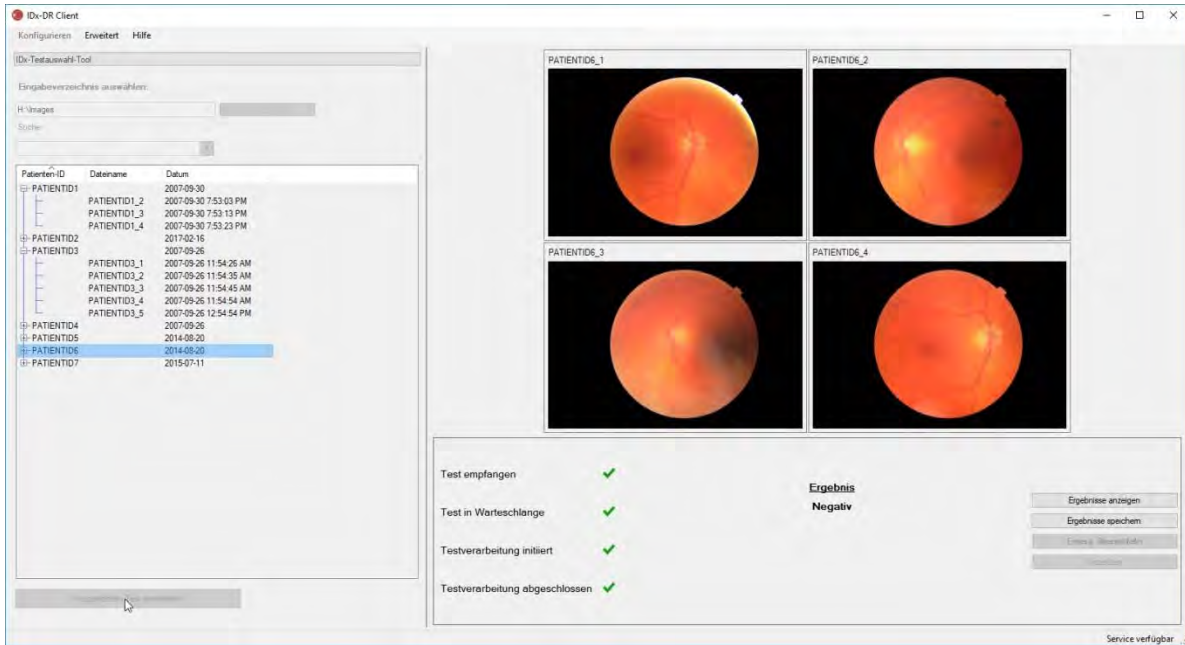 IDx-DR Client
Konfigurieren Erweitert Hilfe
IDx-Testauswahl-Tool
Eingabeverzeichnis auswählen:
H:\Images
Suche:
Patienten-ID Dateiname Datum
PATIENTID1 2007-09-30
PATIENTID1_2 2007-09-30 7:53:03 PM
PATIENTID1_3 2007-09-30 7:53:13 PM
PATIENTID1_4 2007-09-30 7:53:23 PM
PATIENTID2 2017-02-16
PATIENTID3 2007-09-26
PATIENTID3_1 2007-09-26 11:54:26 AM
PATIENTID3_2 2007-09-26 11:54:35 AM
PATIENTID3_3 2007-09-26 11:54:45 AM
PATIENTID3_4 2007-09-26 11:54:54 AM
PATIENTID3_5 2007-09-26 12:54:54 PM
PATIENTID4 2007-09-26
PATIENTID5 2014-08-20
PATIENTID6 2014-08-20
PATIENTID7 2015-07-11
PATIENTID6_1
PATIENTID6_2
PATIENTID6_3
PATIENTID6_4
Test empfangen
Test in Warteschlange
Testverarbeitung initiiert
Testverarbeitung abgeschlossen
Ergebnis
Negativ
Ergebnisse anzeigen
Ergebnisse speichern
Service verfügbar